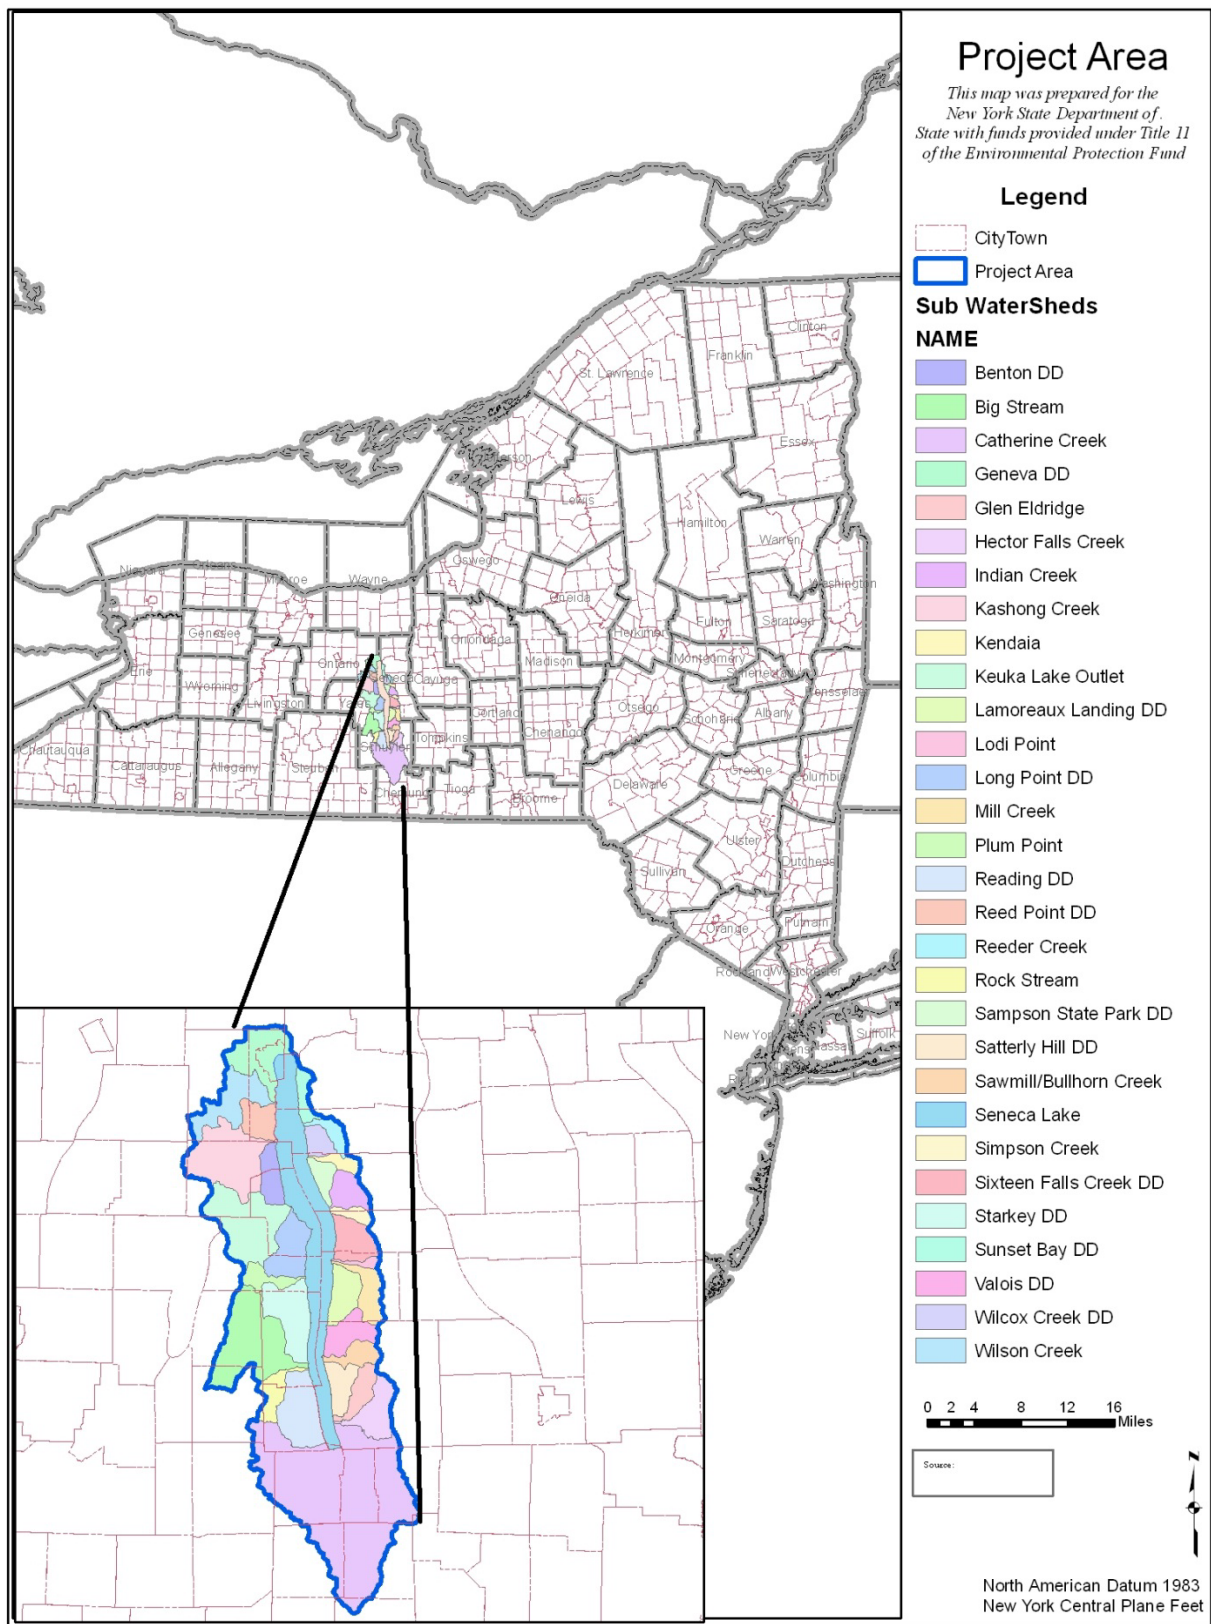 Project Area
This map was prepared for the
New York State Department of .
State with funds provided under Title 11
of the Environmental Protection Fund
Legend
CityTown
Project Area
Sub WaterSheds
NAME
Benton DD
Big Stream
Catherine Creek
Geneva DD
Glen Eldridge
Hector Falls Creek
Indian Creek
Kashong Creek
Kendaia
Keuka Lake Outlet
Lamoreaux Landing DD
Lodi Point
Long Point DD
Mill Creek
Plum Point
Reading DD
Reed Point DD
Reeder Creek
Rock Stream
Sampson State Park DD
Satterly Hill DD
Sawmill/Bullhorn Creek
Seneca Lake
Simpson Creek
Sixteen Falls Creek DD
Starkey DD
Sunset Bay DD
Valois DD
Wilcox Creek DD
Wilson Creek
0 2 4 8 12 16
Miles
Source:
N
North American Datum 1983
New York Central Plane Feet
Clinton
Franklin
St. Lawrence
Essex
Lewis
Hamilton
Warren
Oswego
Washington
Niagara
Monroe
Wayne
Oneida
Herkimer
Fulton
Saratoga
Genesee
Onondaga
Madison
Montgomery
Ontario
Seneca
Cayuga
Erie
Wyoming
Livingston
Yates
Cortland
Otsego
Schoharie
Albany
Rensselaer
Chenango
Tompkins
Schuyler
Chautauqua
Cattaraugus
Allegany
Steuben
Chemung
Tioga
Broome
Delaware
Greene
Columbia
Ulster
Dutchess
Sullivan
Orange
Putnam
Rockland
Westchester
New York
Nassau
Suffolk